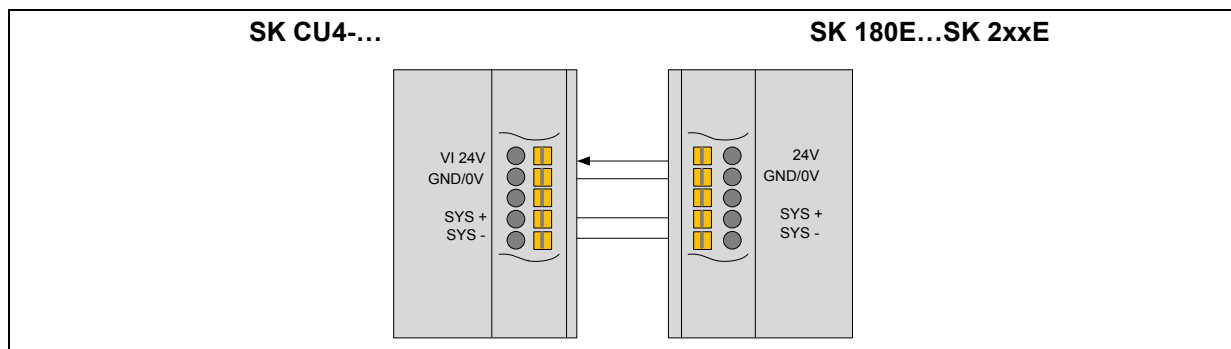 SK CU4-…
SK 180E…SK 2xxE
VI 24V
GND/0V
SYS +
SYS -
24V
GND/0V
SYS +
SYS -